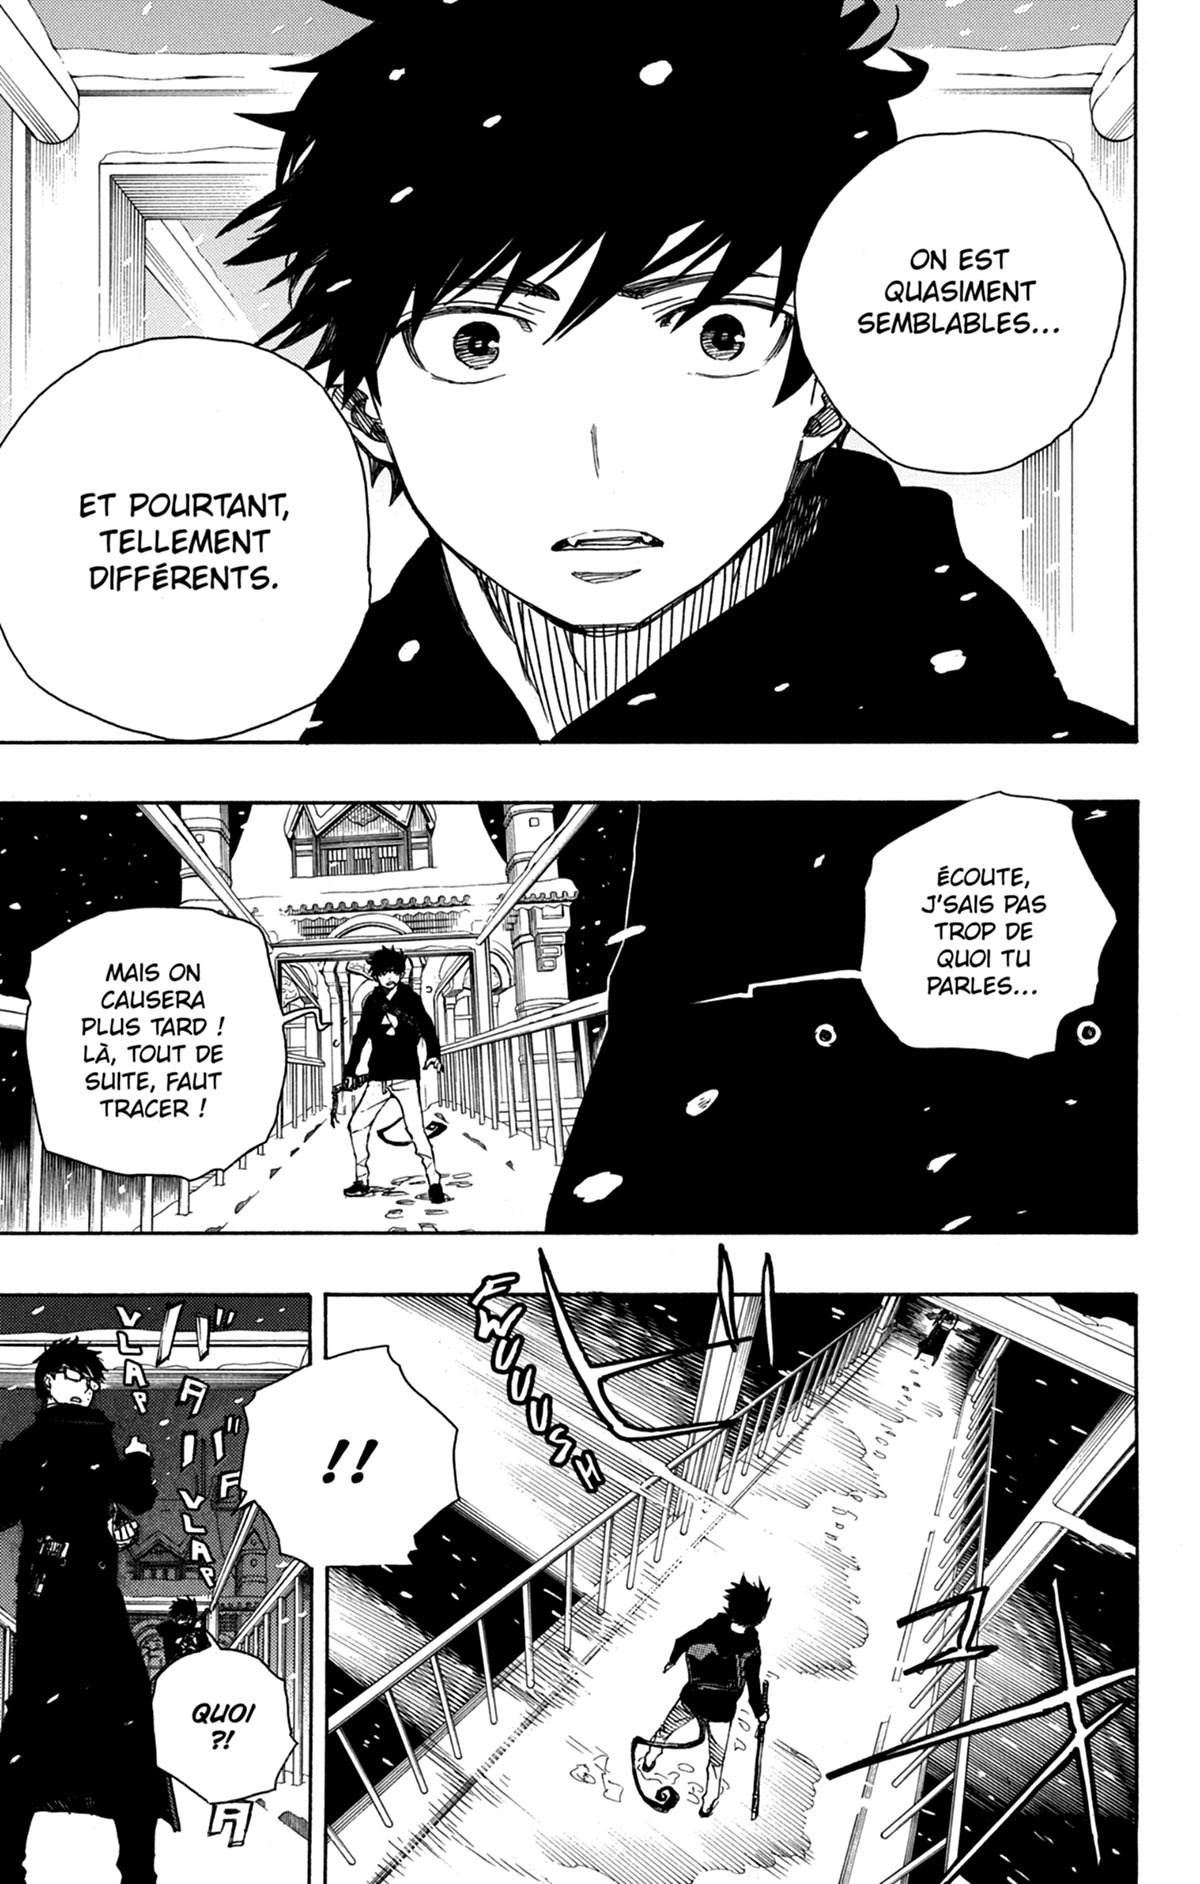 ON EST
QUASIMENT
SEMBLABLES...
ET POURTANT,
TELLEMENT
DIFFÉRENTS.
ÉCOUTE,
J'SAIS PAS
TROP DE
QUOI TU
PARLES...
MAIS ON
CAUSERA
PLUS TARD !
LÀ, TOUT DE
SUITE, FAUT
TRACER !
FWUUUSH
!!
VLAP
VLAP
QUOI
?!